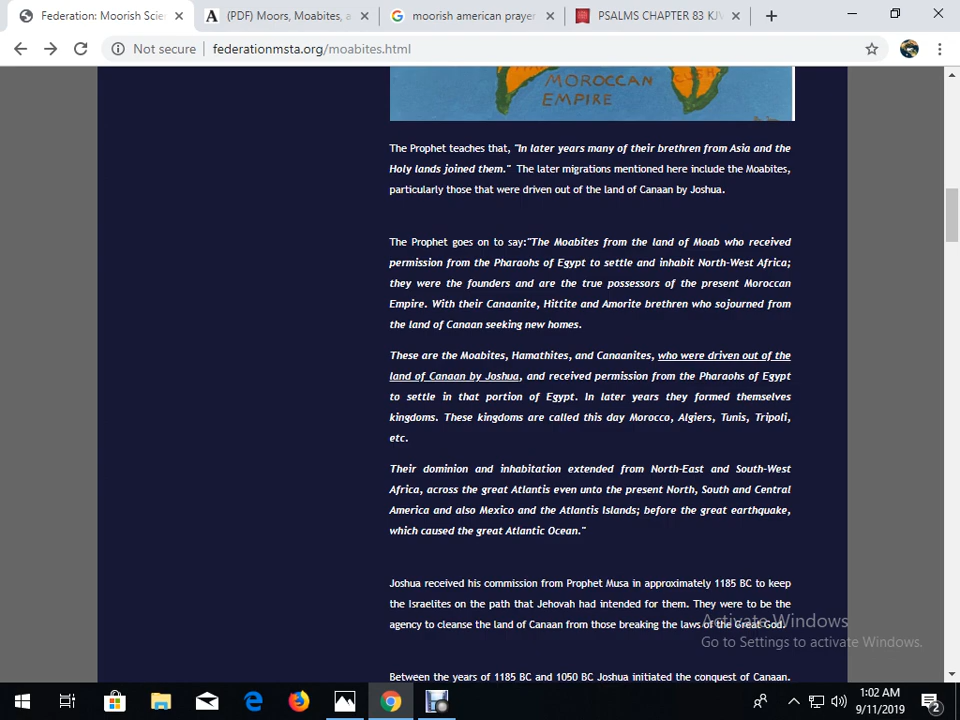 Federation: Moorish Scie
(PDF) Moors, Moabites, a
moorish american prayer
PSALMS CHAPTER 83 KJV
Not secure
federationmsta.org/moabites.html
MOROCCAN
EMPIRE
The Prophet teaches that, "In later years many of their brethren from Asia and the
Holy lands joined them." The later migrations mentioned here include the Moabites,
particularly those that were driven out of the land of Canaan by Joshua.
The Prophet goes on to say:"The Moabites from the land of Moab who received
permission from the Pharaohs of Egypt to settle and inhabit North-West Africa;
they were the founders and are the true possessors of the present Moroccan
Empire. With their Canaanite, Hittite and Amorite brethren who sojourned from
the land of Canaan seeking new homes.
These are the Moabites, Hamathites, and Canaanites, who were driven out of the
land of Canaan by Joshua, and received permission from the Pharaohs of Egypt
to settle in that portion of Egypt. In later years they formed themselves
kingdoms. These kingdoms are called this day Morocco, Algiers, Tunis, Tripoli,
etc.
Their dominion and inhabitation extended from North-East and South-West
Africa, across the great Atlantis even unto the present North, South and Central
America and also Mexico and the Atlantis Islands; before the great earthquake,
which caused the great Atlantic Ocean."
Joshua received his commission from Prophet Musa in approximately 1185 BC to keep
the Israelites on the path that Jehovah had intended for them. They were to be the
agency to cleanse the land of Canaan from those breaking the laws of the Great God.
Activate Windows
Go to Settings to activate Windows.
Between the years of 1185 BC and 1050 BC Joshua initiated the conquest of Canaan.
1:02 AM
9/11/2019
2